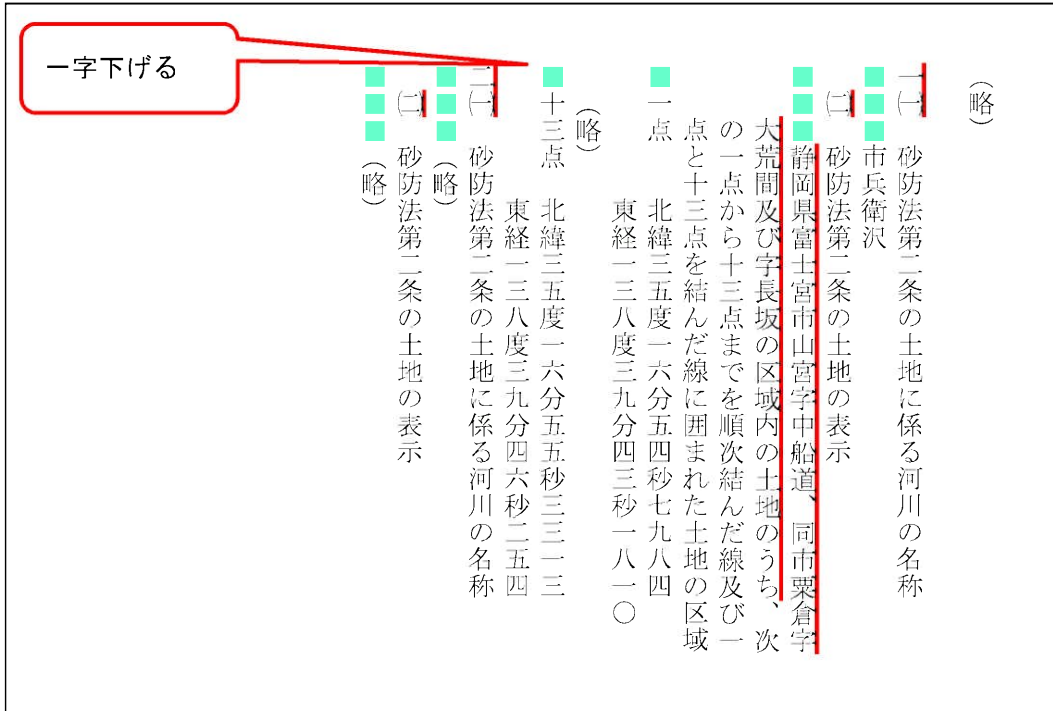 一字下げる
（略）
一㈠　砂防法第二条の土地に係る河川の名称
市兵衛沢
㈡　砂防法第二条の土地の表示
静岡県富士宮市山宮字中船道、同市粟倉字
大荒間及び字長坂の区域内の土地のうち、次
の一点から十三点までを順次結んだ線及び一
点と十三点を結んだ線に囲まれた土地の区域
一点　北緯三五度一六分五四秒七九八四
東経一三八度三九分四三秒一八一〇
（略）
十三点　北緯三五度一六分五五秒三三一三
東経一三八度三九分四六秒二五四
二㈠　砂防法第二条の土地に係る河川の名称
（略）
㈡　砂防法第二条の土地の表示
（略）